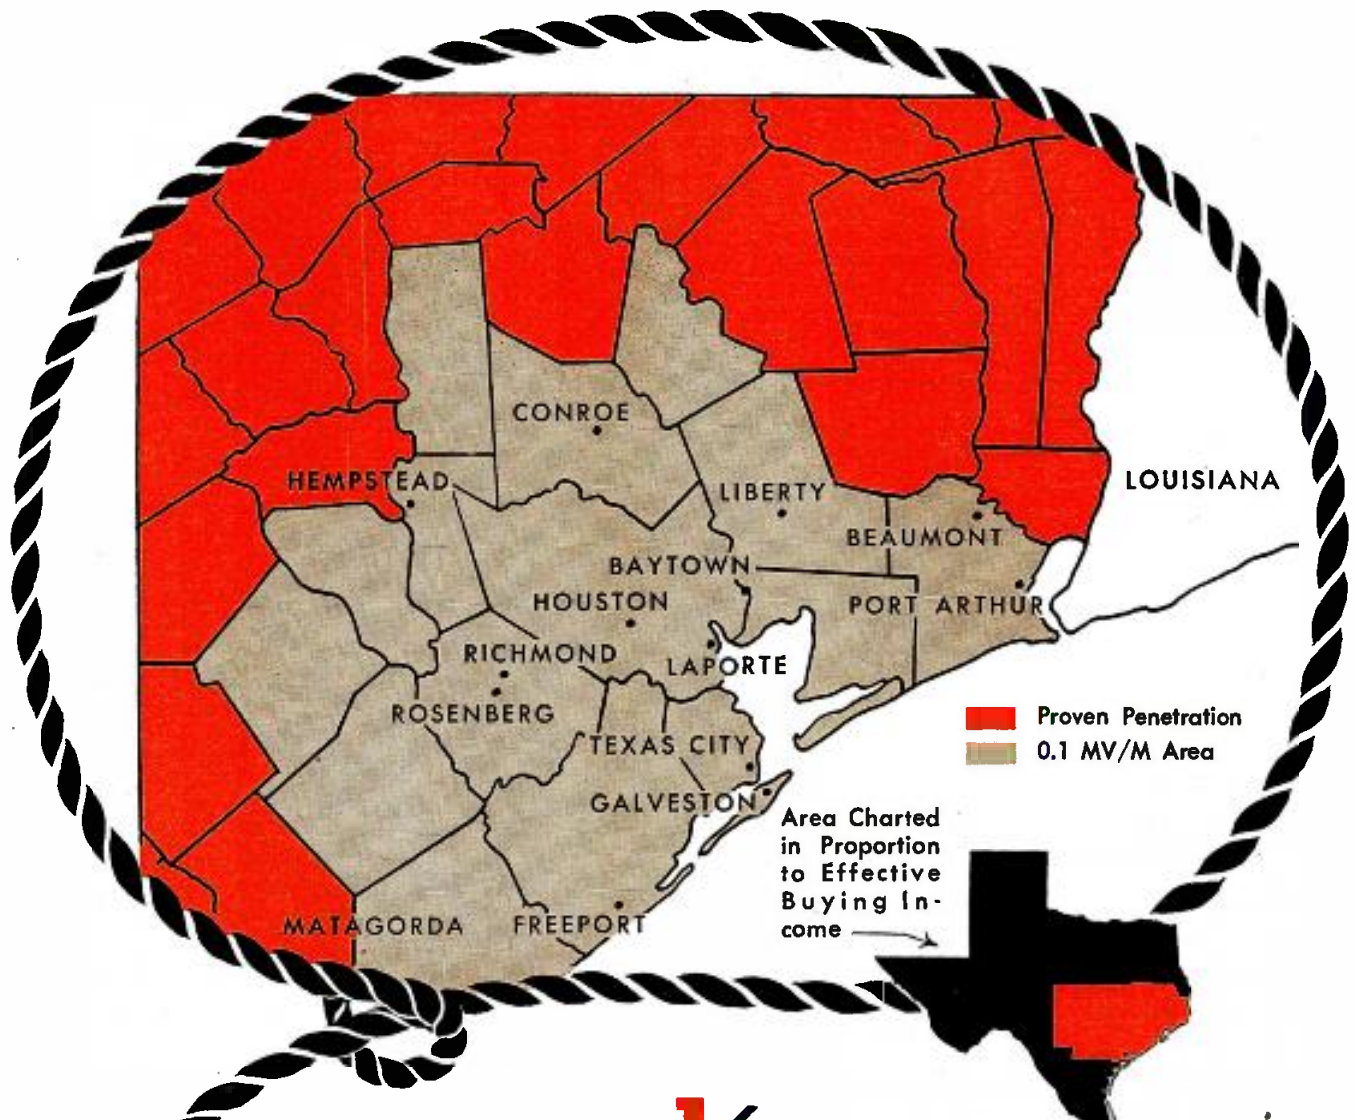 CONROE
HEMPSTEAD
LIBERTY
LOUISIANA
BEAUMONT
BAYTOWN
HOUSTON
PORT ARTHUR
RICHMOND
LAPORTE
ROSENBERG
TEXAS CITY
GALVESTON
MATAGORDA
FREEPORT
Proven Penetration
0.1 MV/M Area
Area Charted
in Proportion
to Effective
Buying In-
come